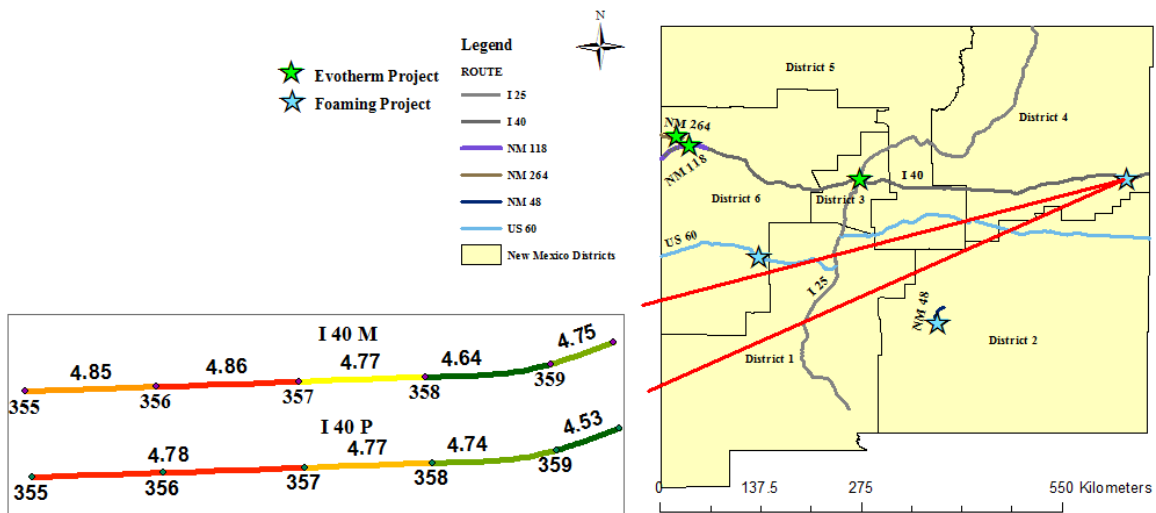 N
Legend
ROUTE
Evotherm Project
Foaming Project
I 25
I 40
NM 118
NM 264
NM 48
US 60
New Mexico Districts
District 5
District 4
NM 264
NM 118
I 40
District 3
District 6
US 60
I 25
NM 48
District 1
District 2
0 137.5 275 550 Kilometers
I 40 M
4.85 4.86 4.77 4.64 4.75
355 356 357 358 359
I 40 P
4.78 4.77 4.74 4.53
355 356 357 358 359